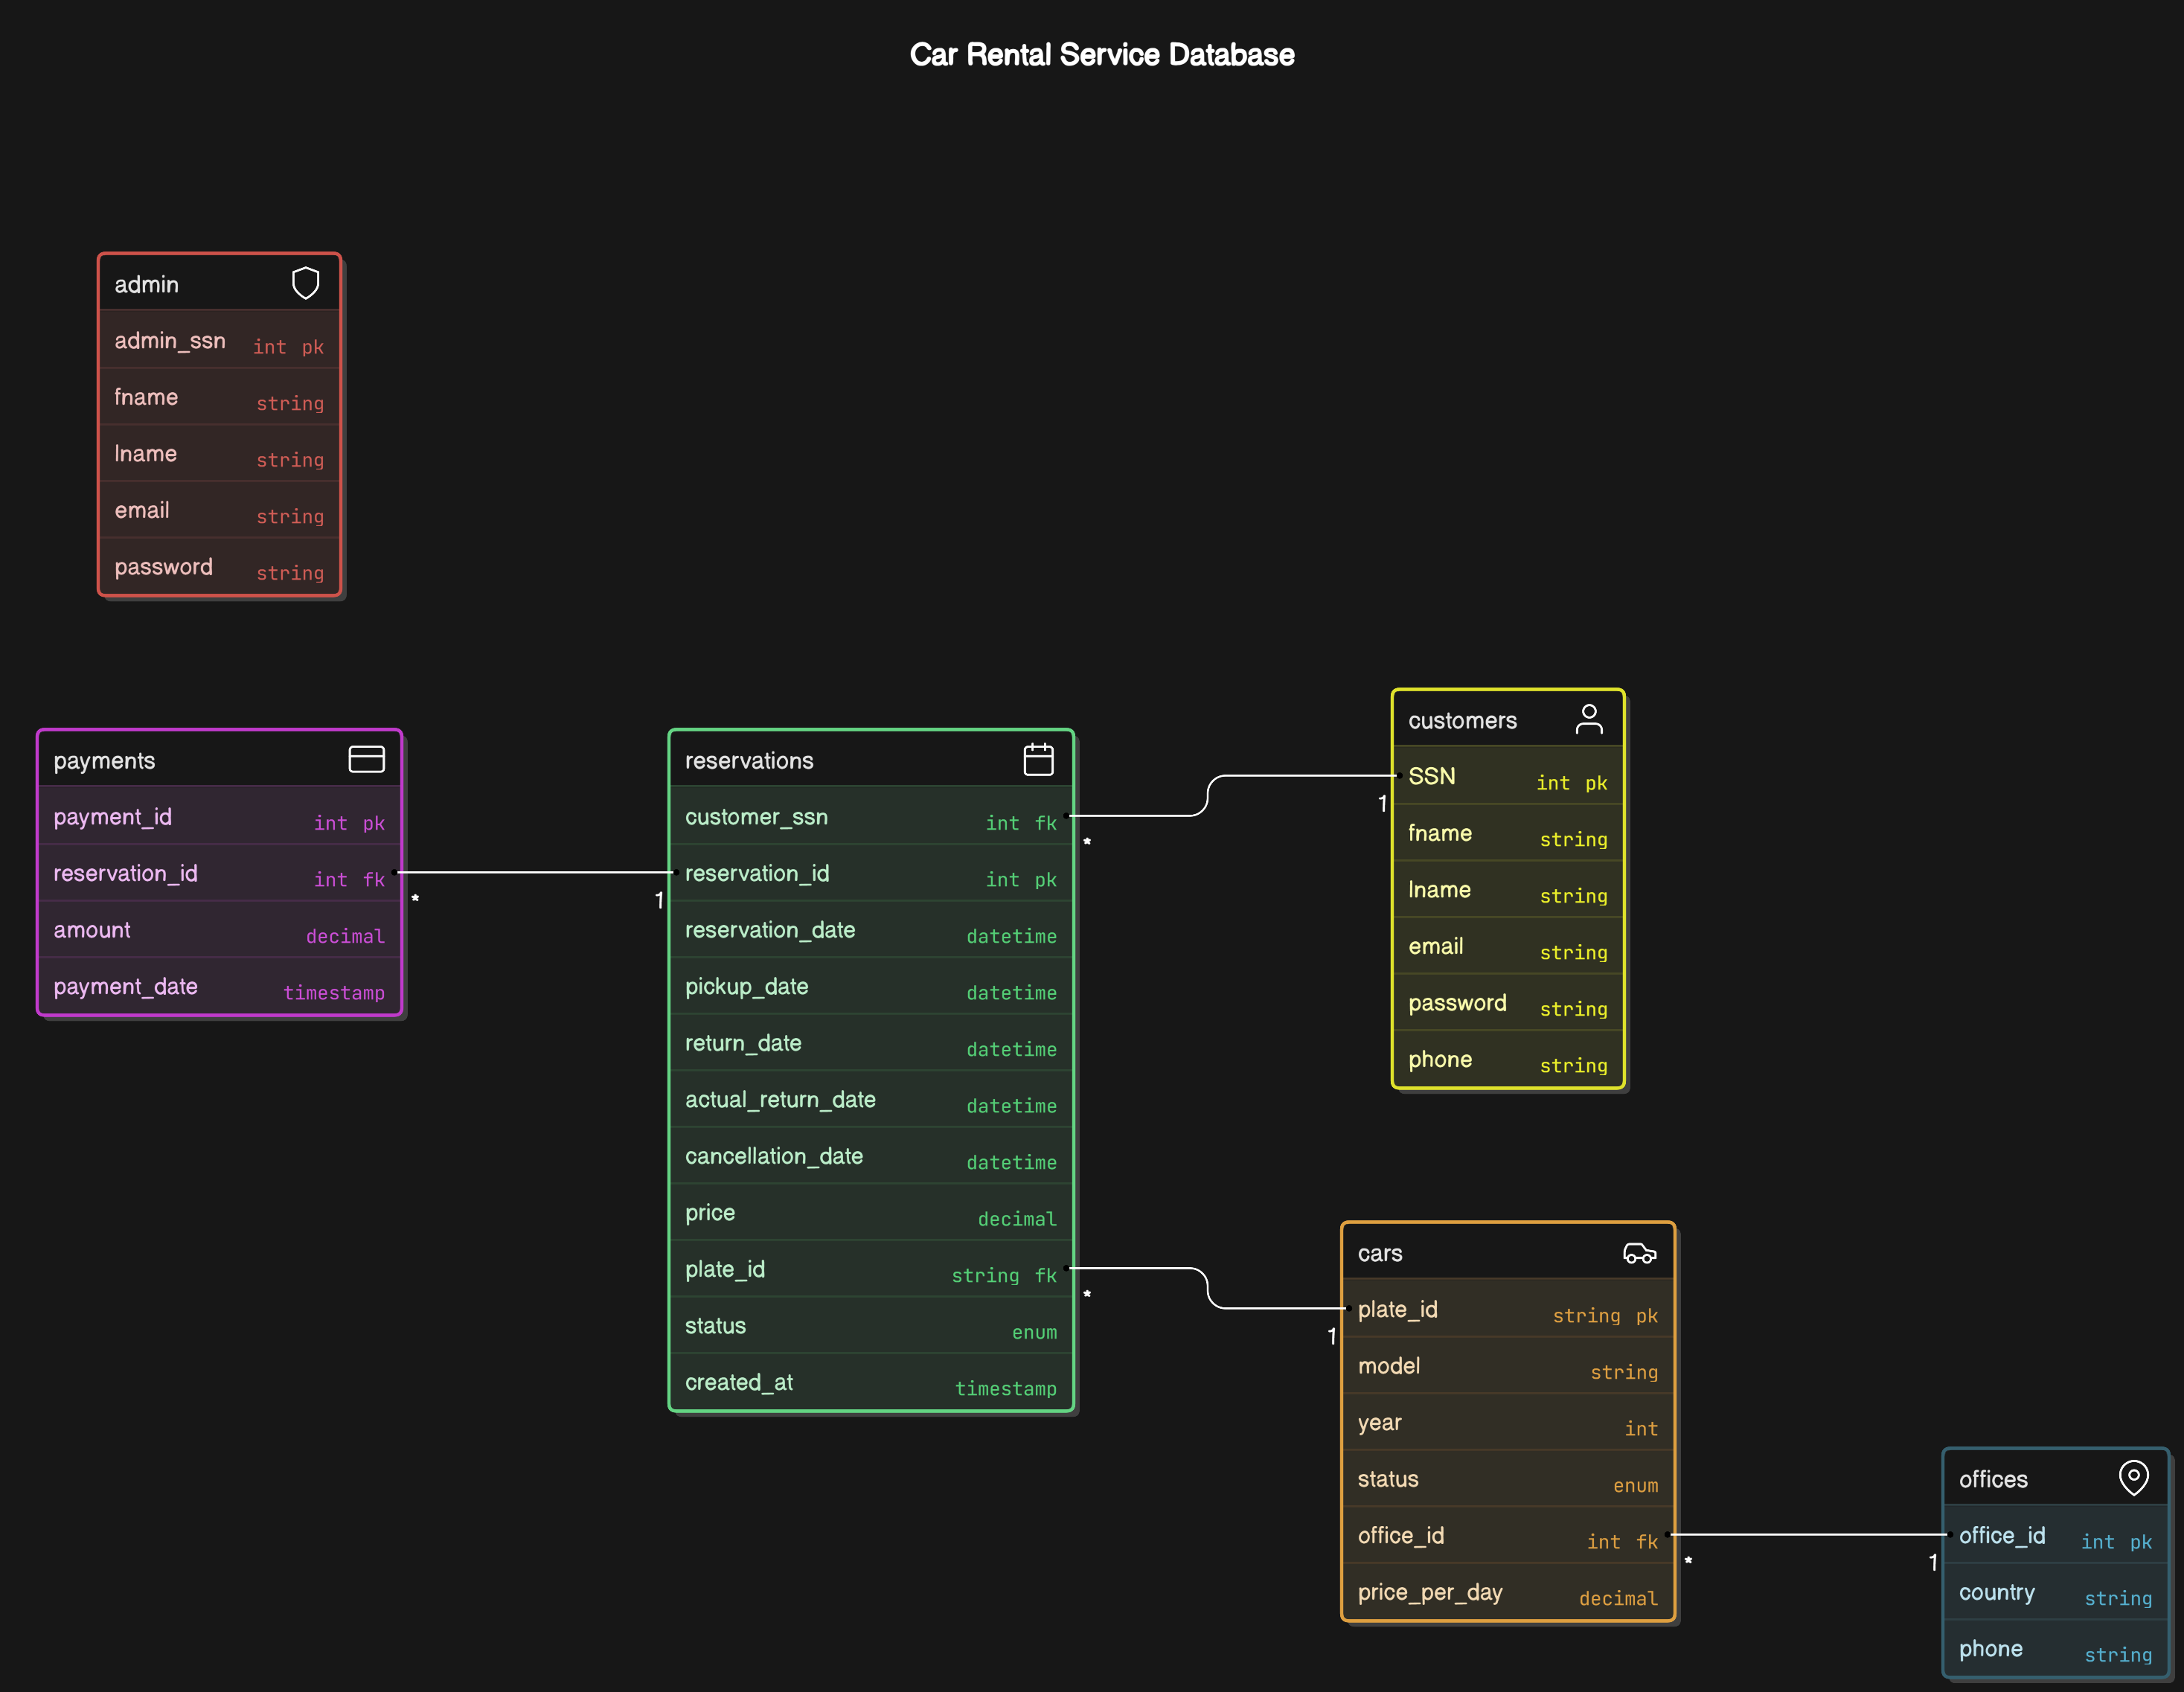 Car Rental Service Database
admin
admin_ssn int pk
fname string
lname string
email string
password string
payments
payment_id int pk
reservation_id int fk
amount decimal
payment_date timestamp
*
1
reservations
customer_ssn int fk
reservation_id int pk
reservation_date datetime
pickup_date datetime
return_date datetime
actual_return_date datetime
cancellation_date datetime
price decimal
plate_id string fk
status enum
created_at timestamp
*
1
*
1
customers
SSN int pk
fname string
lname string
email string
password string
phone string
cars
plate_id string pk
model string
year int
status enum
office_id int fk
price_per_day decimal
*
1
offices
office_id int pk
country string
phone string